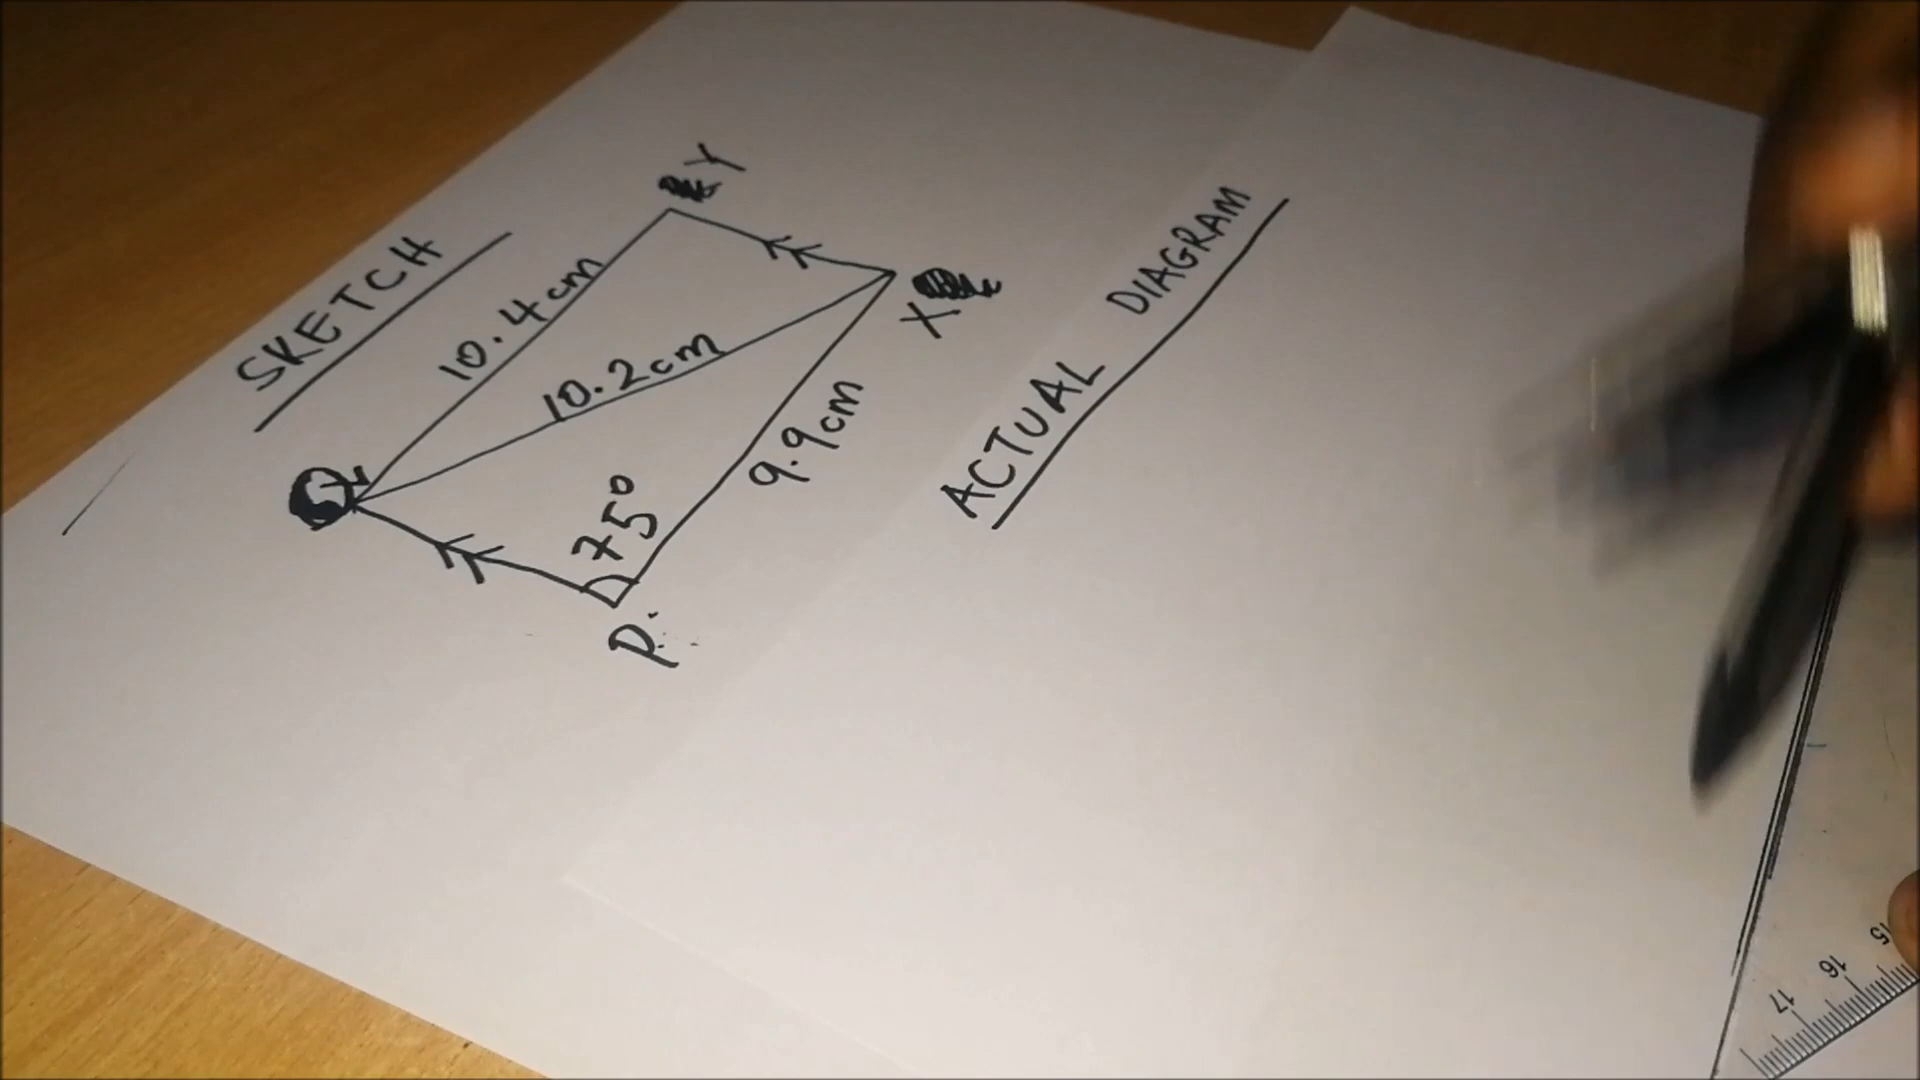 SKETCH
Y
10.4cm
10.2cm
X
9.9cm
Q
75°
P
ACTUAL DIAGRAM
15
16
17